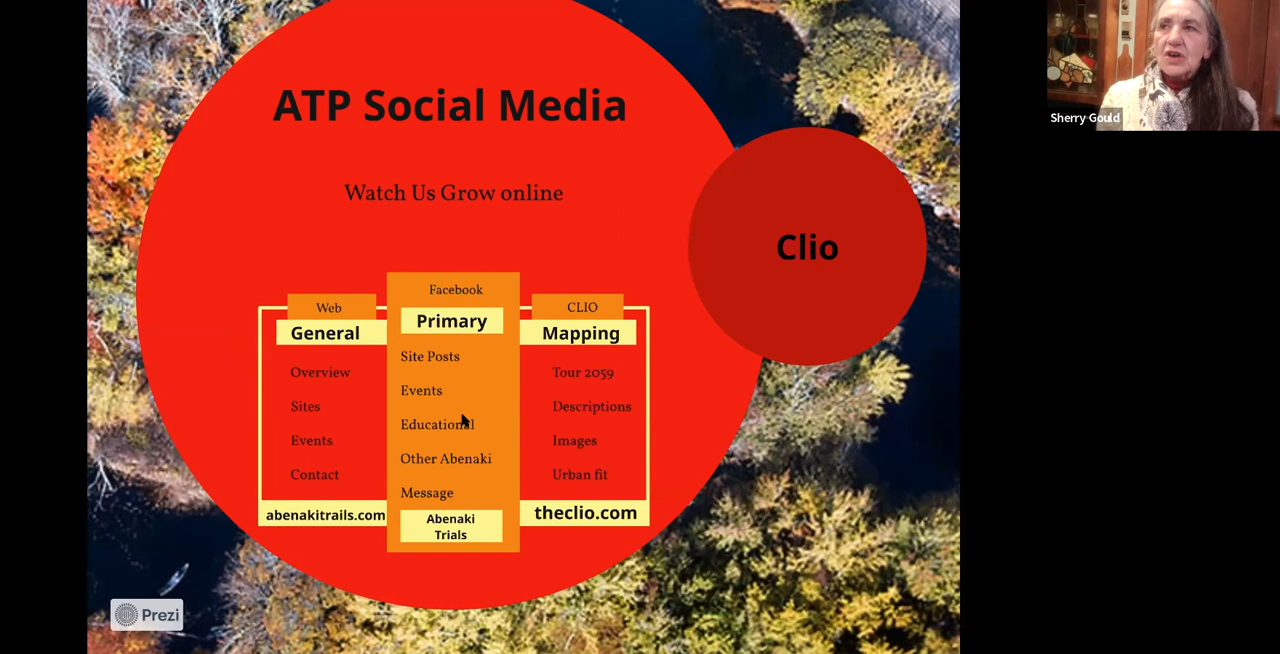 ATP Social Media
Watch Us Grow online
Clio
Web
General
Overview
Sites
Events
Contact
abenakitrails.com
Facebook
Primary
Site Posts
Events
Educational
Other Abenaki
Message
Abenaki
Trials
CLIO
Mapping
Tour 2059
Descriptions
Images
Urban fit
theclio.com
Prezi
Sherry Gould